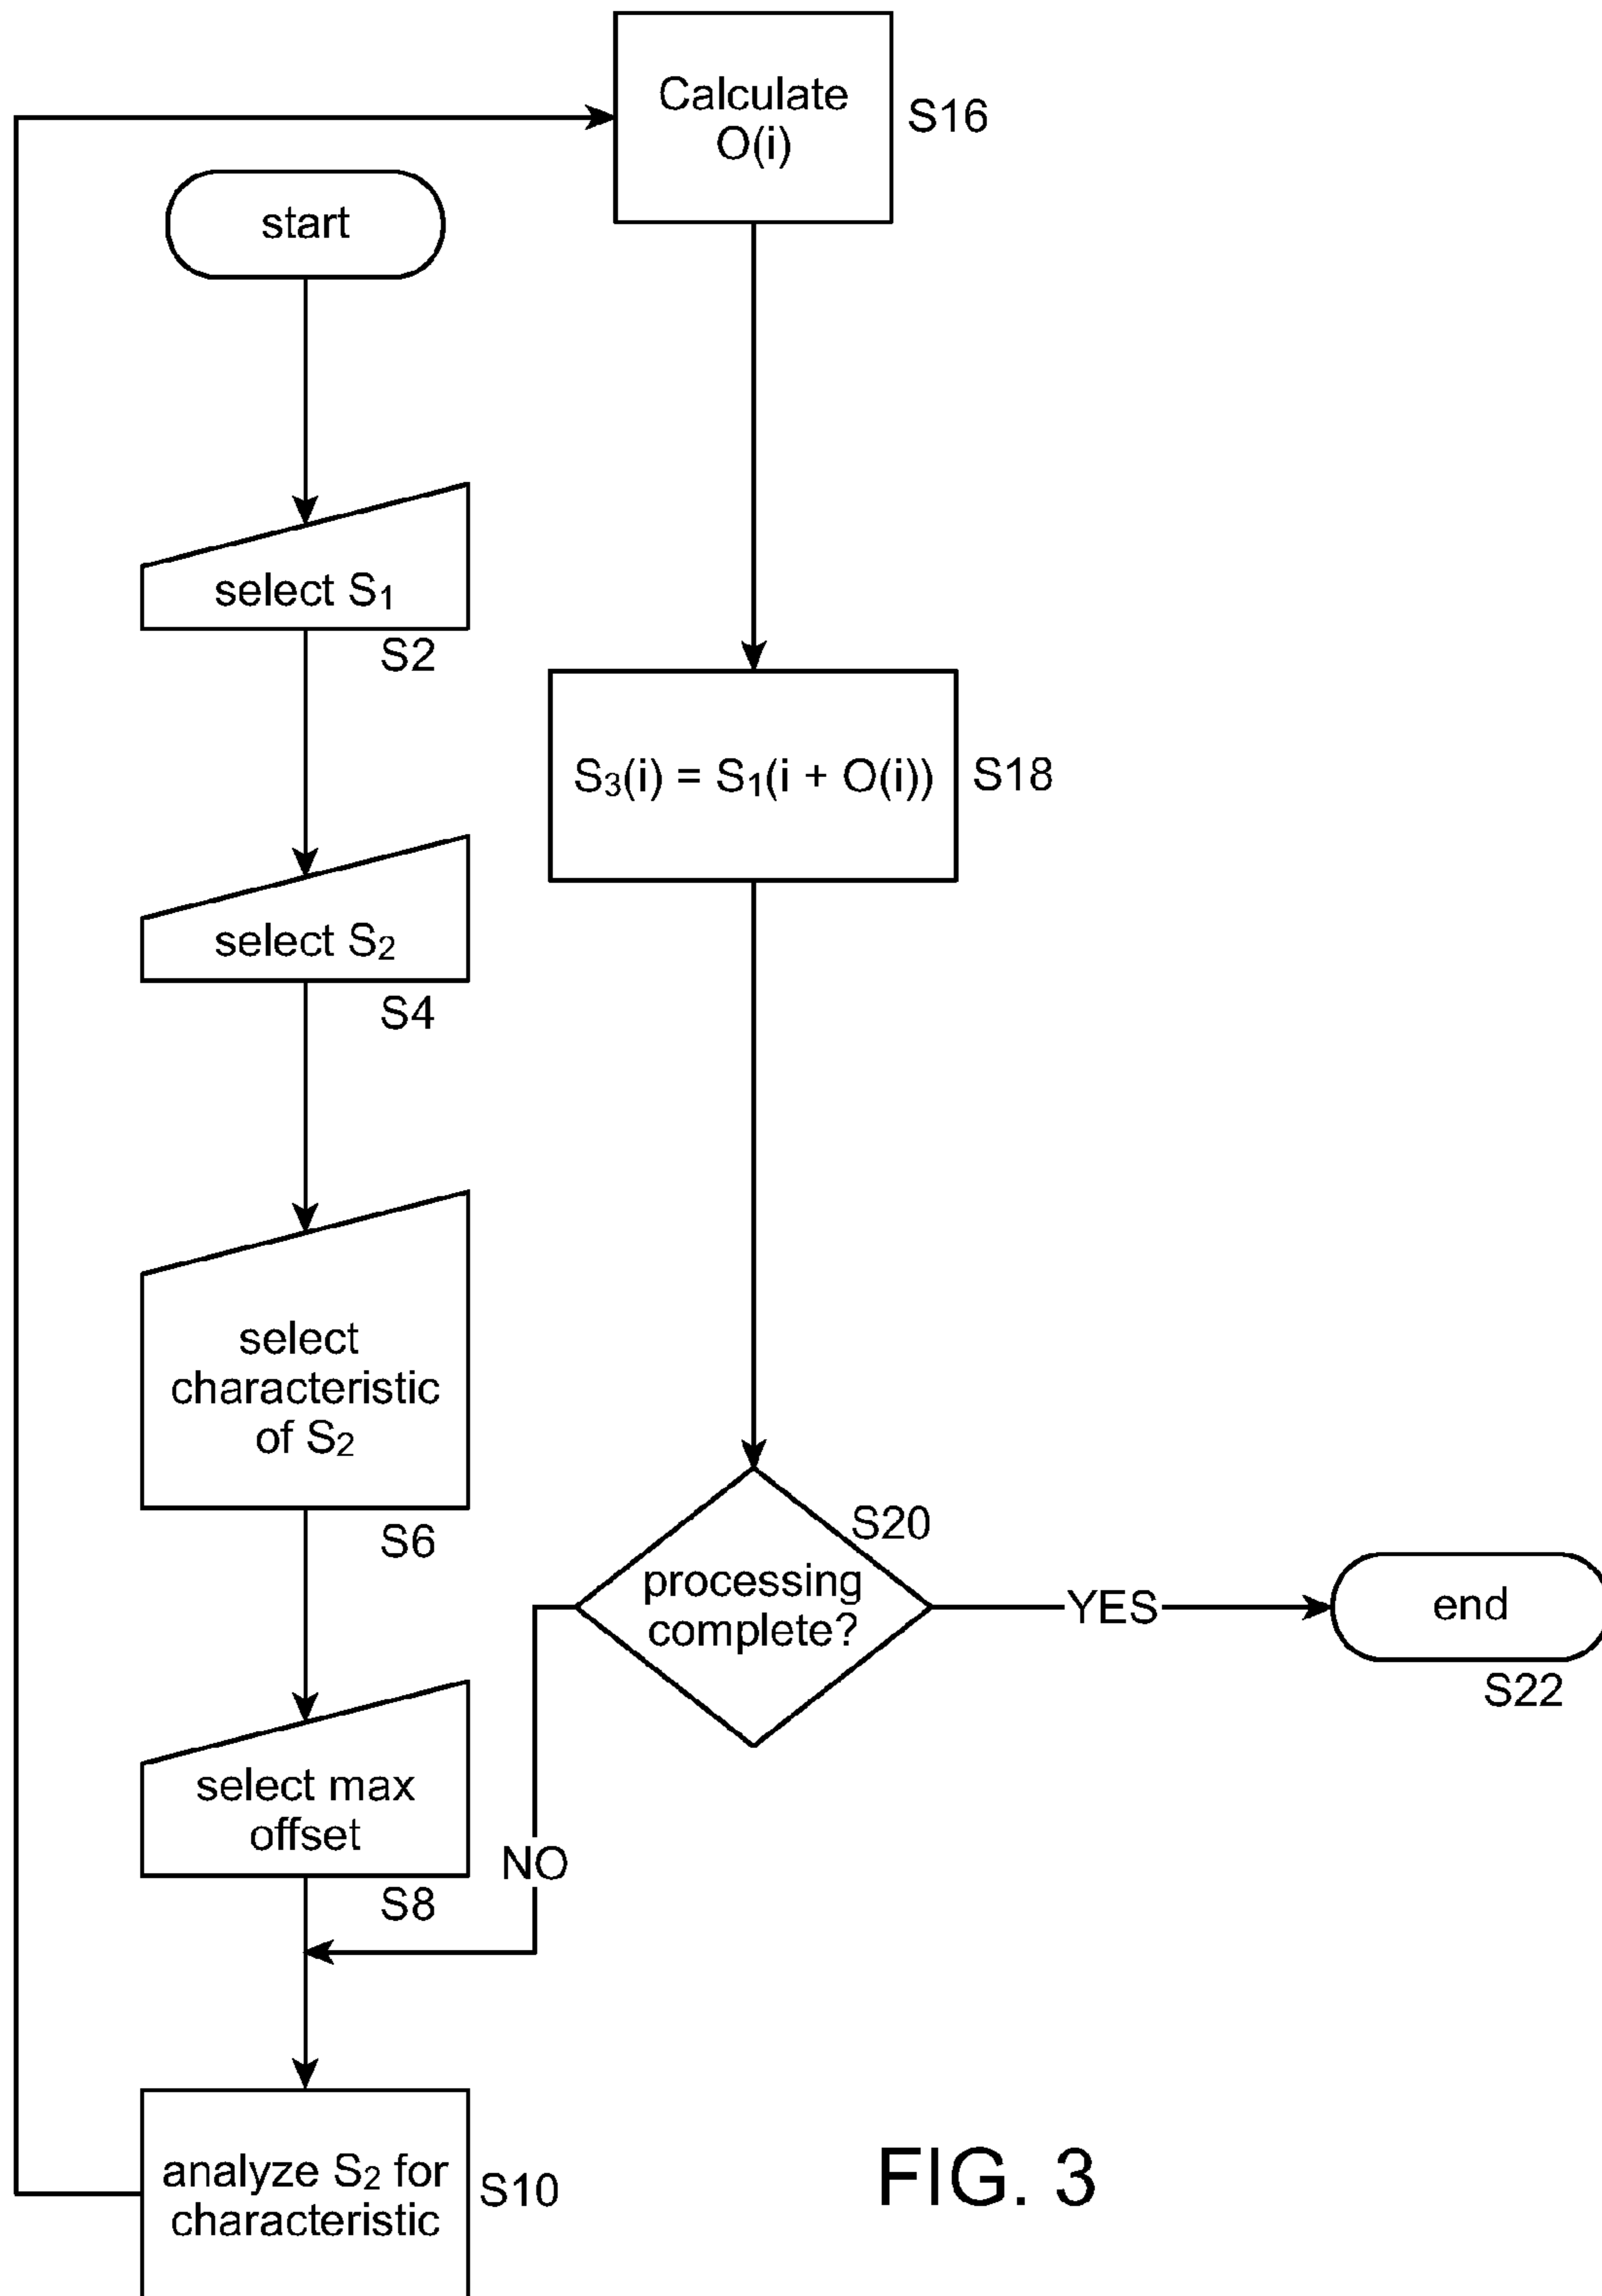 start
select S₁
S2
select S₂
S4
select
characteristic
of S₂
S6
select max
offset
S8
analyze S₂ for
characteristic
S10
Calculate
O(i)
S16
S₃(i) = S₁(i + O(i))
S18
processing
complete?
S20
NO
YES
end
S22
FIG. 3